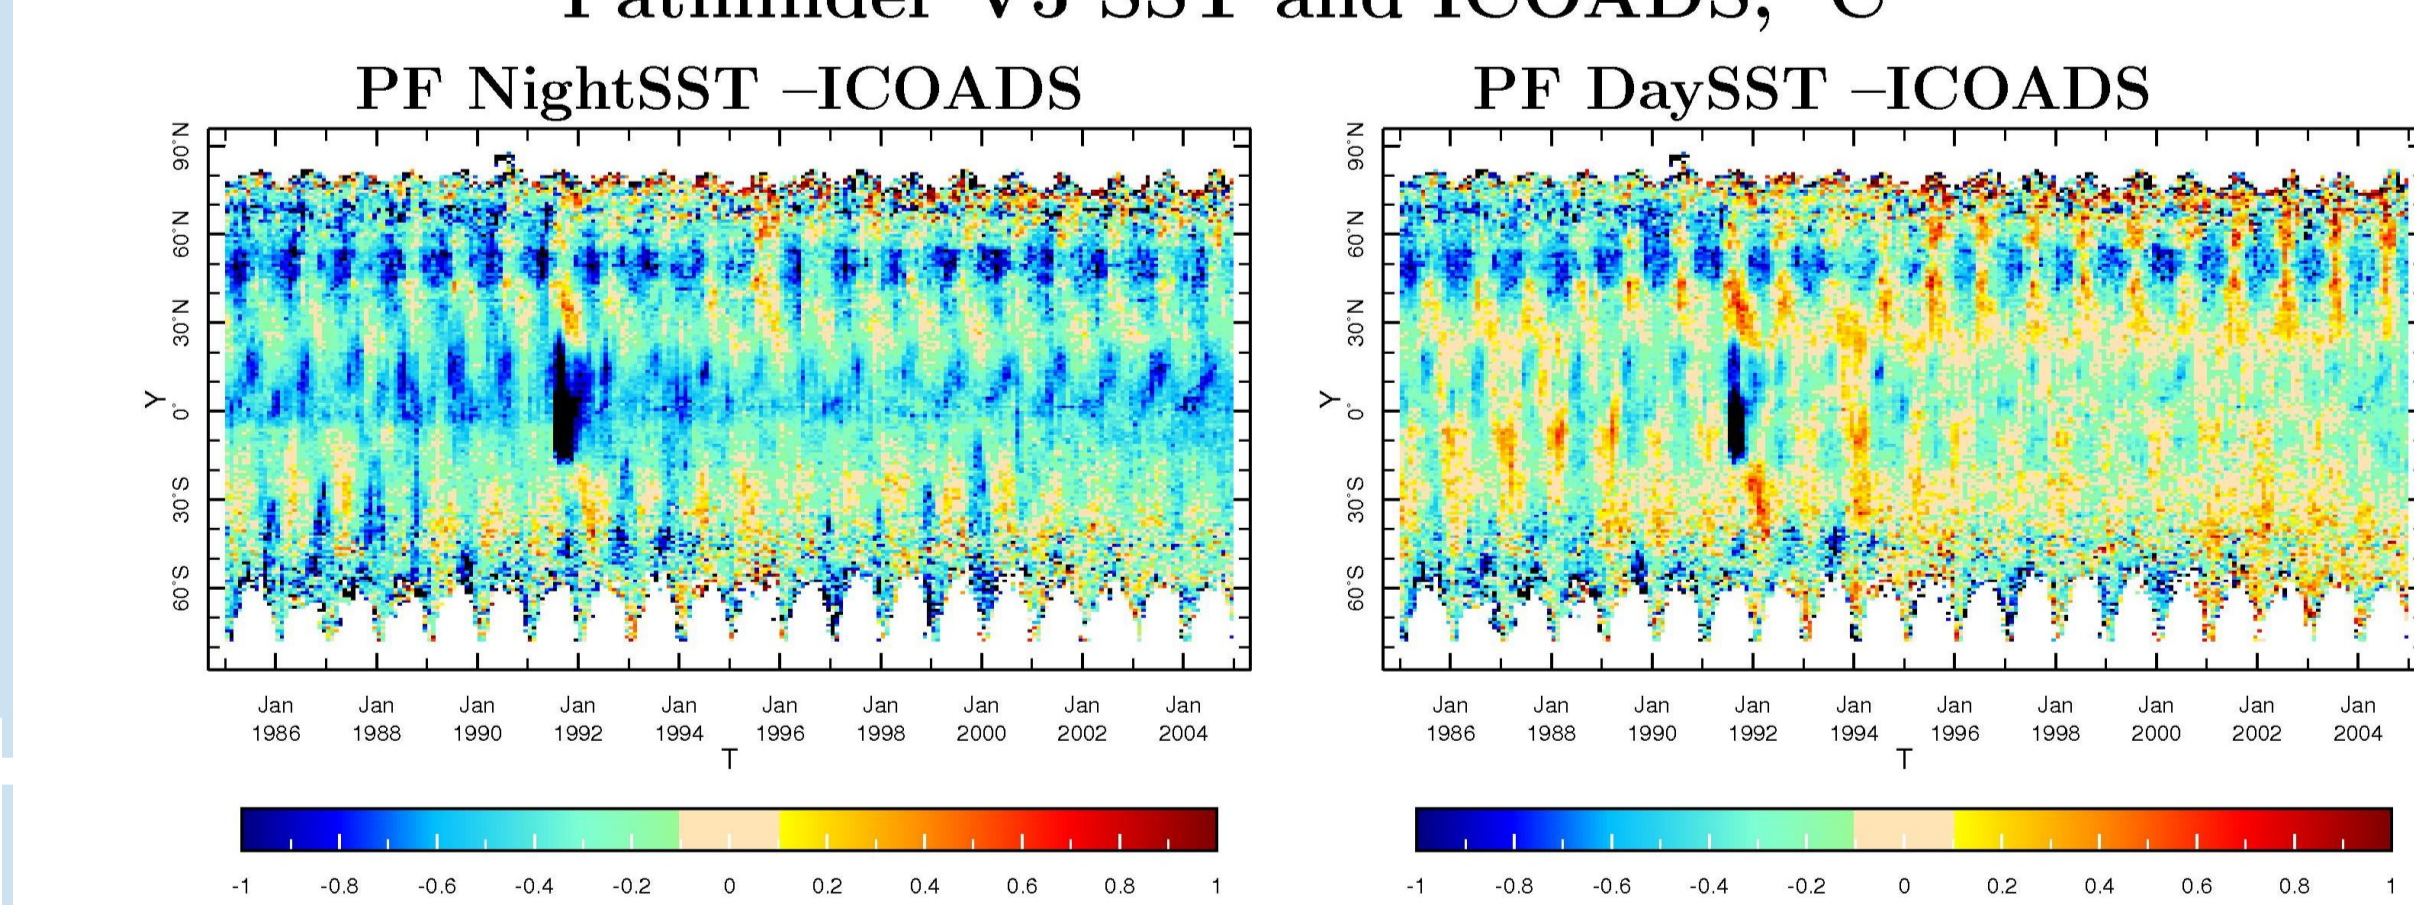 Pathfinder V5 SST and ICOADS, °C
PF NightSST –ICOADS
PF DaySST –ICOADS
90°N
60°N
30°N
0°
30°S
60°S
Y
Jan Jan Jan Jan Jan Jan Jan Jan Jan Jan
1986 1988 1990 1992 1994 1996 1998 2000 2002 2004
T
-1 -0.8 -0.6 -0.4 -0.2 0 0.2 0.4 0.6 0.8 1
90°N
60°N
30°N
0°
30°S
60°S
Y
Jan Jan Jan Jan Jan Jan Jan Jan Jan Jan
1986 1988 1990 1992 1994 1996 1998 2000 2002 2004
T
-1 -0.8 -0.6 -0.4 -0.2 0 0.2 0.4 0.6 0.8 1